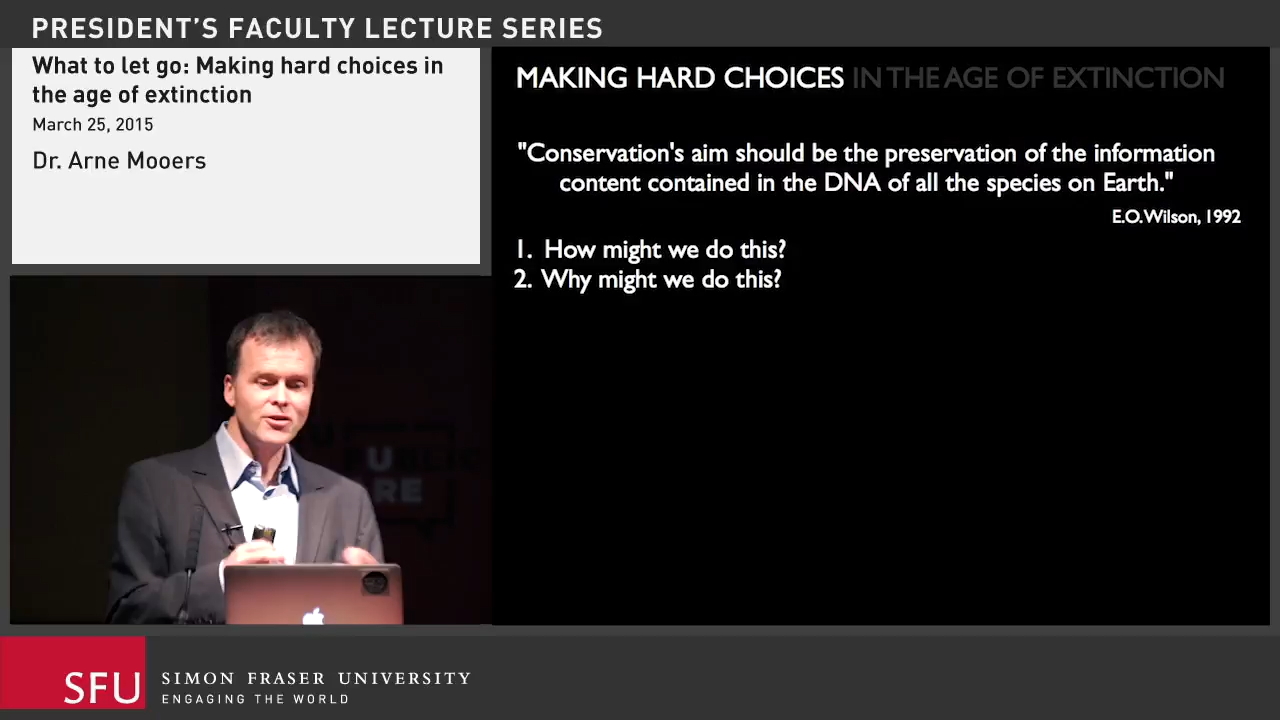 PRESIDENT'S FACULTY LECTURE SERIES
What to let go: Making hard choices in
the age of extinction
March 25, 2015
Dr. Arne Mooers
MAKING HARD CHOICES IN THE AGE OF EXTINCTION
"Conservation's aim should be the preservation of the information
content contained in the DNA of all the species on Earth."
E.O. Wilson, 1992
1. How might we do this?
2. Why might we do this?
SFU SIMON FRASER UNIVERSITY
ENGAGING THE WORLD